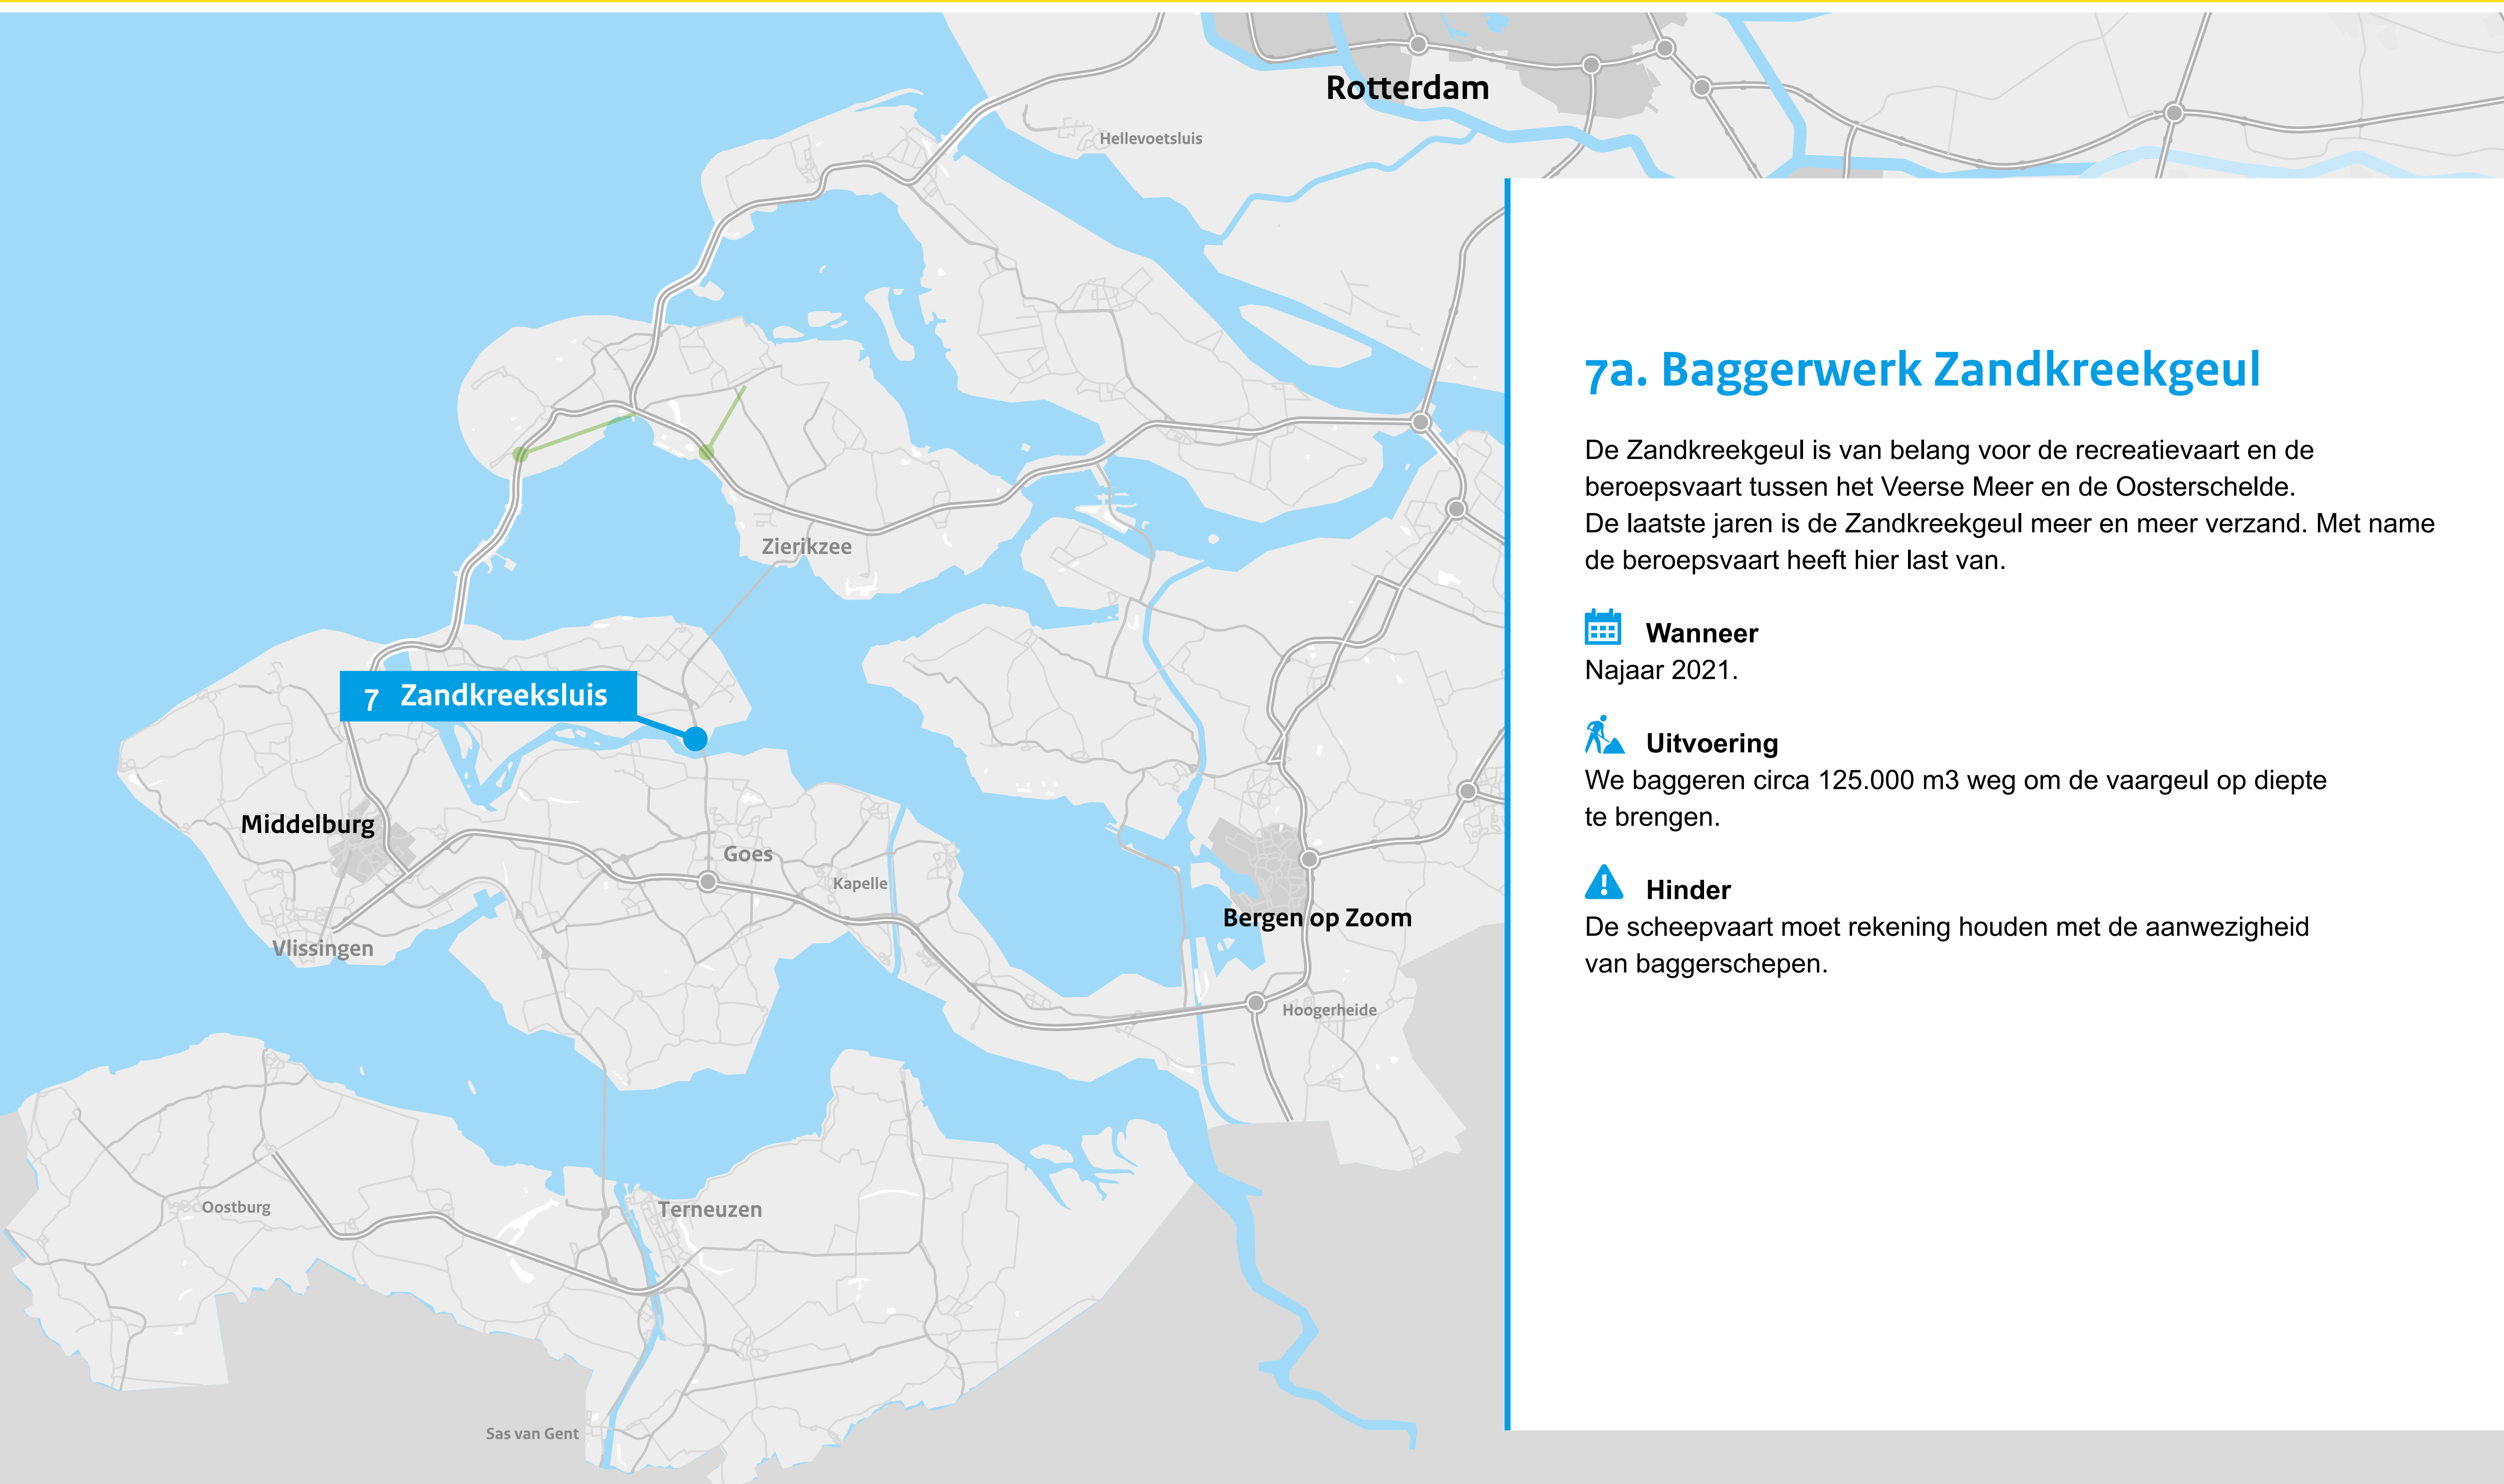 Rotterdam
Hellevoetsluis
Zierikzee
7 Zandkreeksluis
Middelburg
Goes
Kapelle
Bergen op Zoom
Vlissingen
Hoogerheide
Oostburg
Terneuzen
Sas van Gent
7a. Baggerwerk Zandkreekgeul
De Zandkreekgeul is van belang voor de recreatievaart en de
beroepsvaart tussen het Veerse Meer en de Oosterschelde.
De laatste jaren is de Zandkreekgeul meer en meer verzand. Met name
de beroepsvaart heeft hier last van.
Wanneer
Najaar 2021.
Uitvoering
We baggeren circa 125.000 m3 weg om de vaargeul op diepte
te brengen.
Hinder
De scheepvaart moet rekening houden met de aanwezigheid
van baggerschepen.